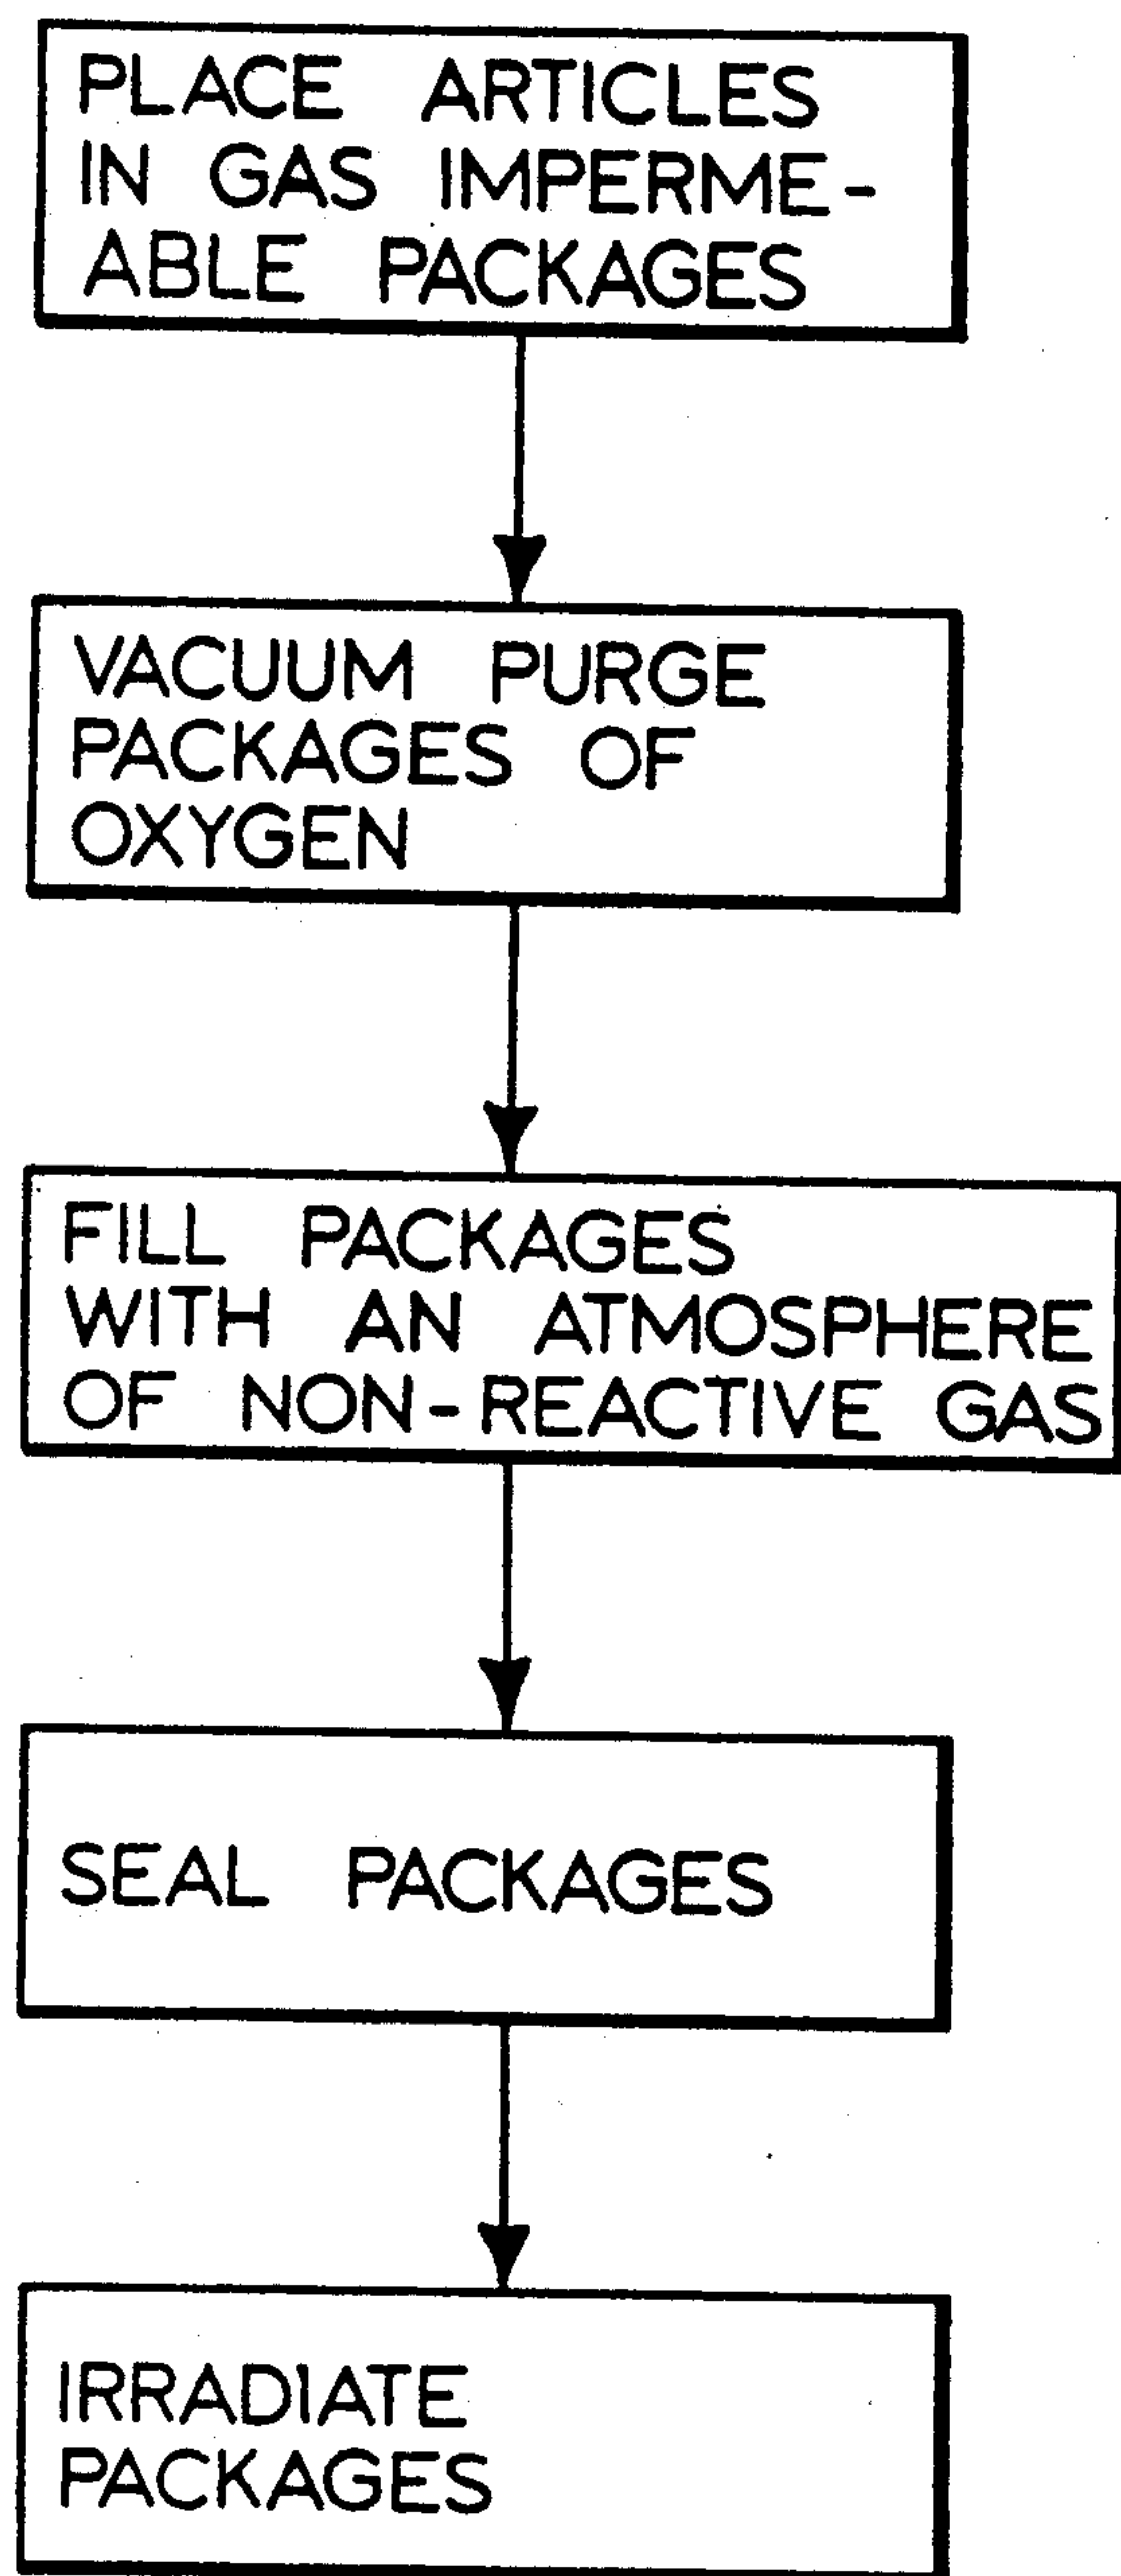 PLACE ARTICLES
IN GAS IMPERME-
ABLE PACKAGES
VACUUM PURGE
PACKAGES OF
OXYGEN
FILL PACKAGES
WITH AN ATMOSPHERE
OF NON-REACTIVE GAS
SEAL PACKAGES
IRRADIATE
PACKAGES